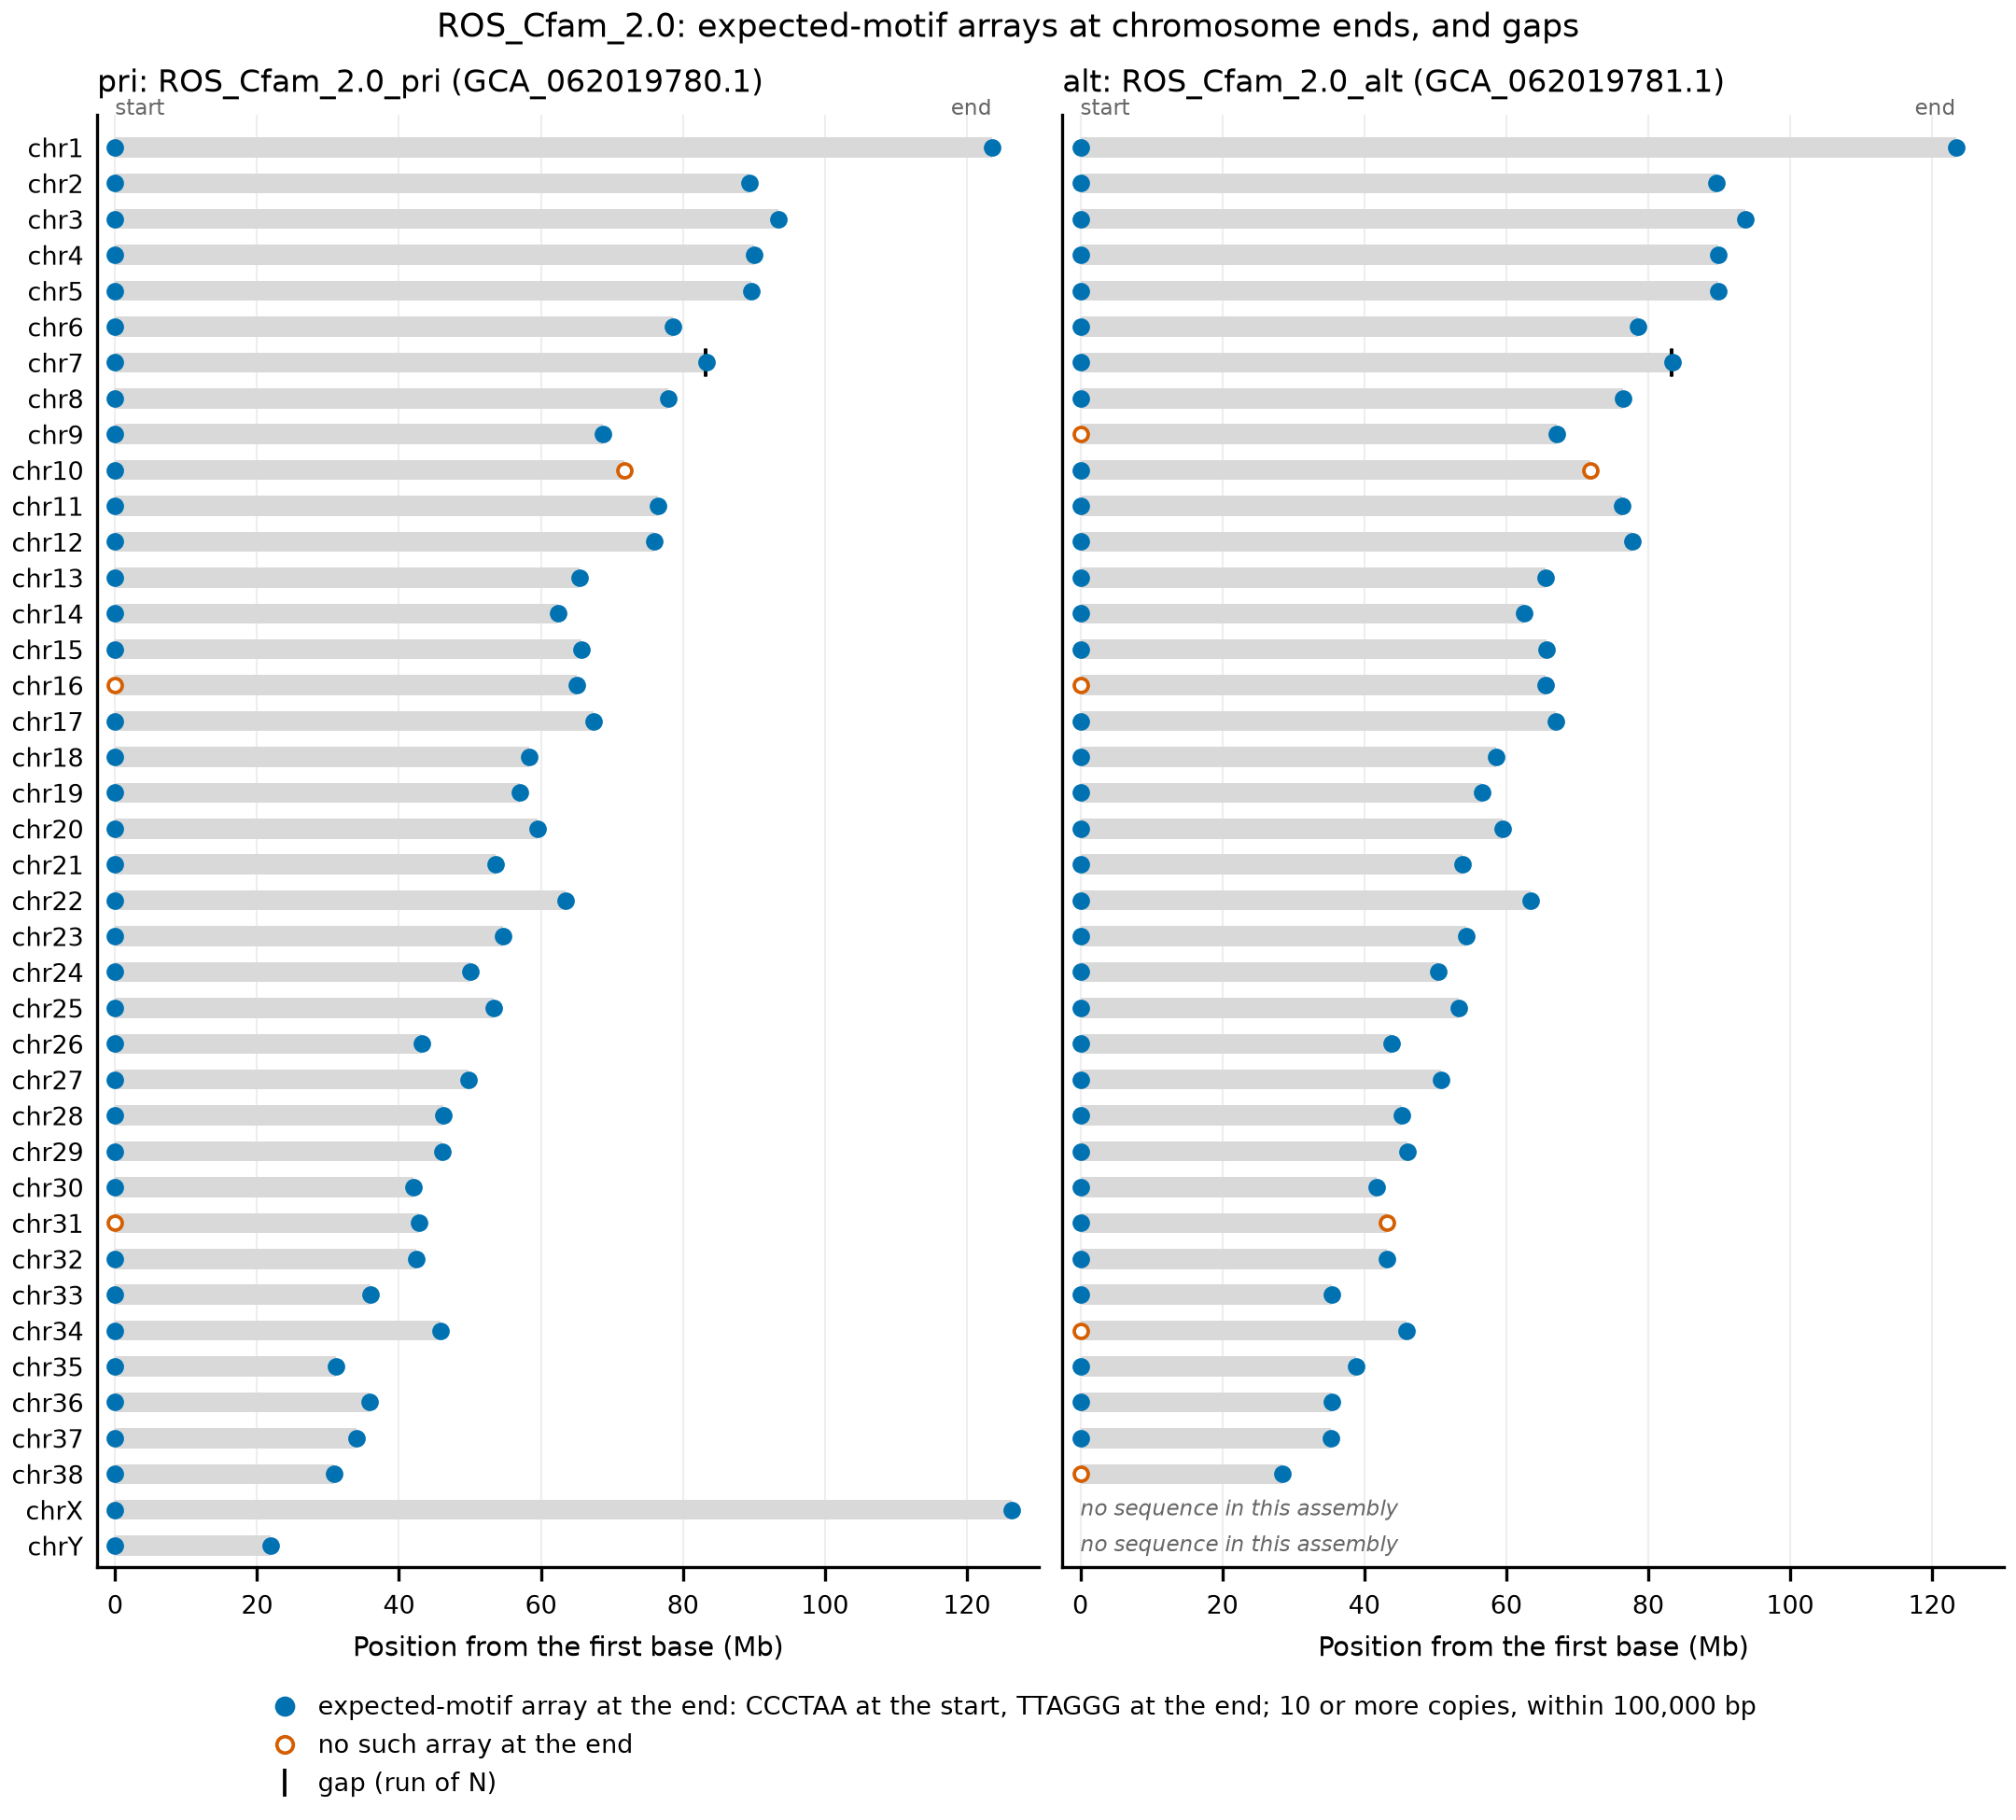 ROS_Cfam_2.0: expected-motif arrays at chromosome ends, and gaps
pri: ROS_Cfam_2.0_pri (GCA_062019780.1)
start
end
chr1
chr2
chr3
chr4
chr5
chr6
chr7
chr8
chr9
chr10
chr11
chr12
chr13
chr14
chr15
chr16
chr17
chr18
chr19
chr20
chr21
chr22
chr23
chr24
chr25
chr26
chr27
chr28
chr29
chr30
chr31
chr32
chr33
chr34
chr35
chr36
chr37
chr38
chrX
chrY
0 20 40 60 80 100 120
Position from the first base (Mb)
alt: ROS_Cfam_2.0_alt (GCA_062019781.1)
start
end
no sequence in this assembly
no sequence in this assembly
0 20 40 60 80 100 120
Position from the first base (Mb)
expected-motif array at the end: CCCTAA at the start, TTAGGG at the end; 10 or more copies, within 100,000 bp
no such array at the end
gap (run of N)